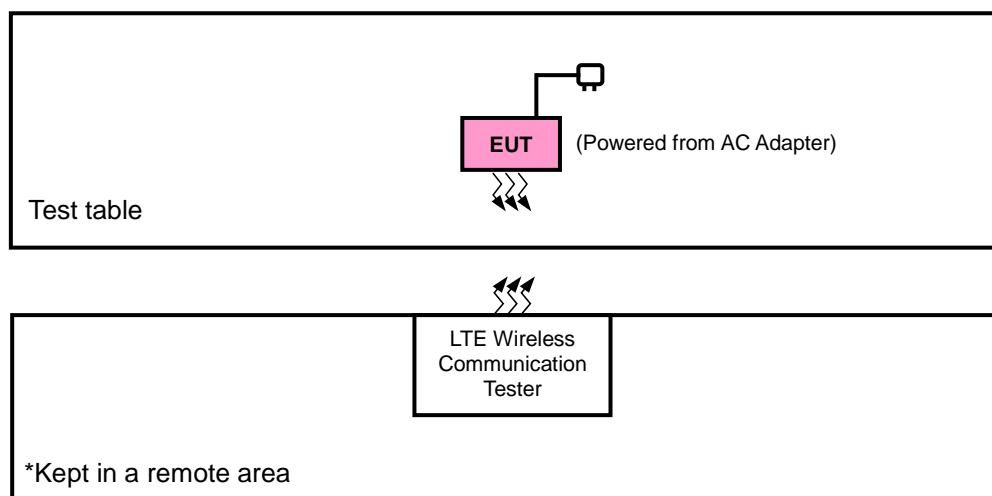 EUT
(Powered from AC Adapter)
Test table
LTE Wireless
Communication
Tester
*Kept in a remote area